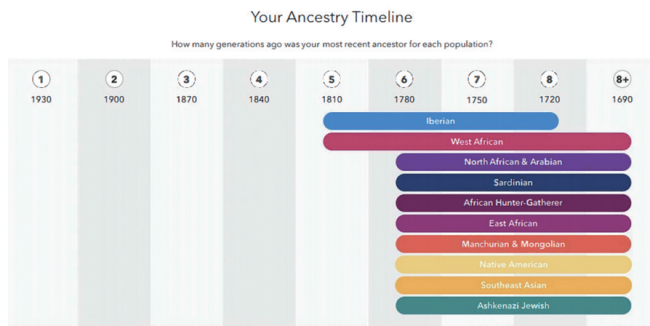 Your Ancestry Timeline
How many generations ago was your most recent ancestor for each population?
1 2 3 4 5 6 7 8 8+
1930 1900 1870 1840 1810 1780 1750 1720 1690
Iberian
West African
North African & Arabian
Sardinian
African Hunter-Gatherer
East African
Manchurian & Mongolian
Native American
Southeast Asian
Ashkenazi Jewish